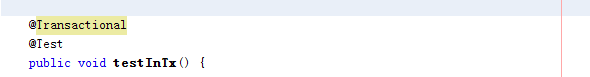 @Transactional
@Test
public void testInTx() {